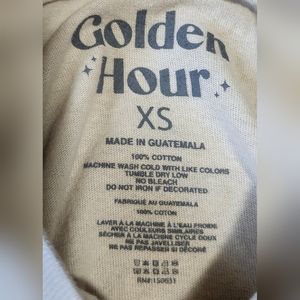 Golden
Hour
XS
MADE IN GUATEMALA
100% COTTON
MACHINE WASH COLD WITH LIKE COLORS
TUMBLE DRY LOW
NO BLEACH
DO NOT IRON IF DECORATED
FABRIQUÉ AU GUATEMALA
100% COTON
LAVER À LA MACHINE À L'EAU FROIDE
AVEC COULEURS SIMILAIRES
SÉCHER À LA MACHINE CYCLE DOUX
NE PAS JAVELLISER
NE PAS REPASSER SI DÉCORÉ